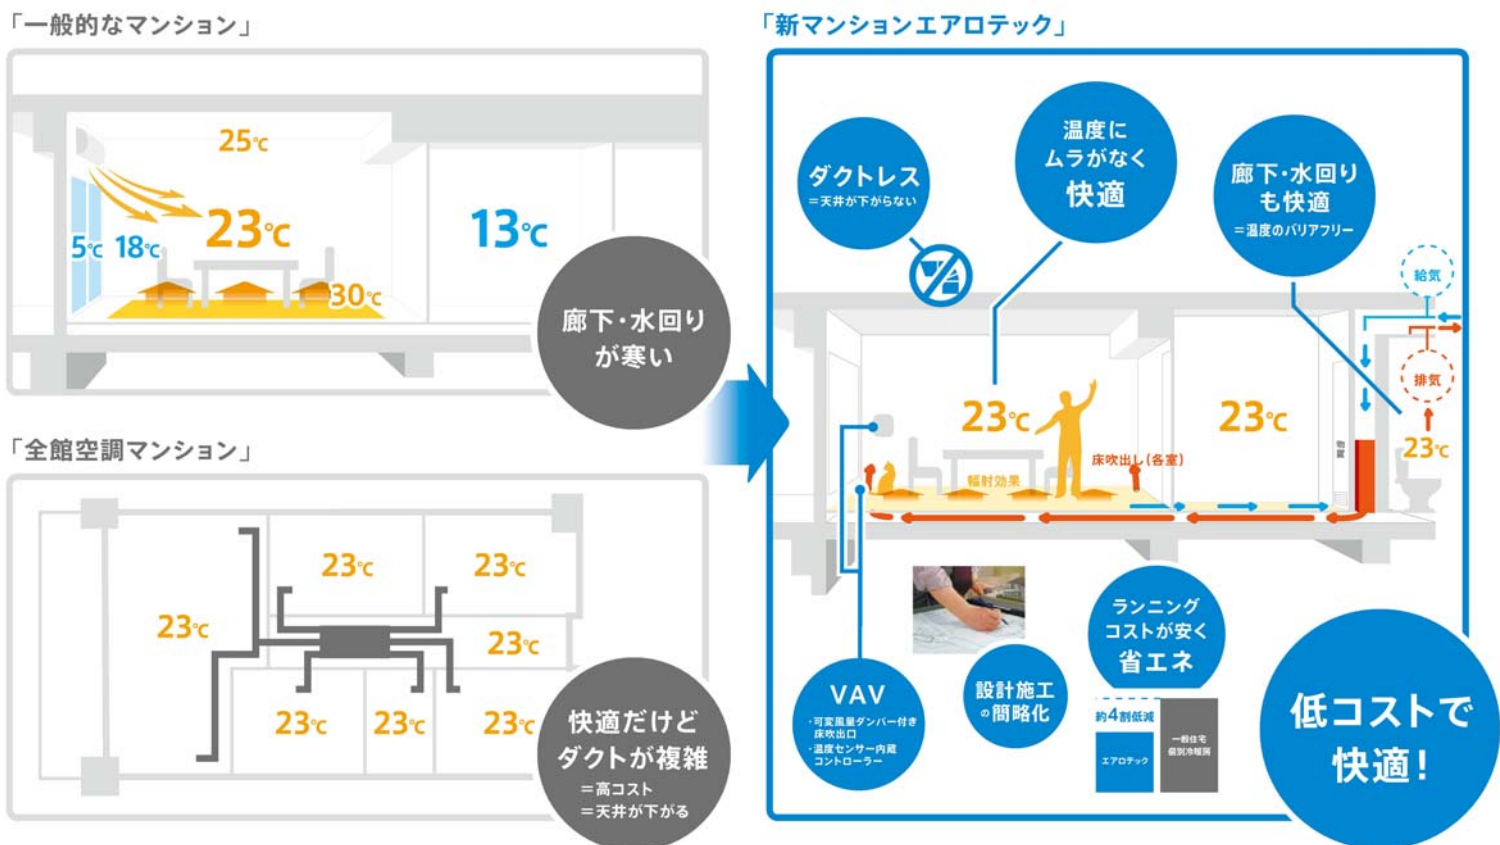 「一般的なマンション」
25℃
5℃
18℃
23℃
30℃
13℃
廊下・水回り
が寒い
「全館空調マンション」
23℃
23℃
23℃
23℃
23℃
23℃
23℃
快適だけど
ダクトが複雑
＝高コスト
＝天井が下がる
「新マンションエアロテック」
ダクトレス
＝天井が下がらない
温度に
ムラがなく
快適
廊下・水回り
も快適
＝温度のバリアフリー
給気
排気
23℃
23℃
23℃
床吹出し(各室)
輻射効果
VAV
・可変風量ダンパー付き
床吹出口
・温度センサー内蔵
コントローラー
設計施工
の簡略化
ランニング
コストが安く
省エネ
約4割低減
エアロテック
一般住宅
個別冷暖房
低コストで
快適！